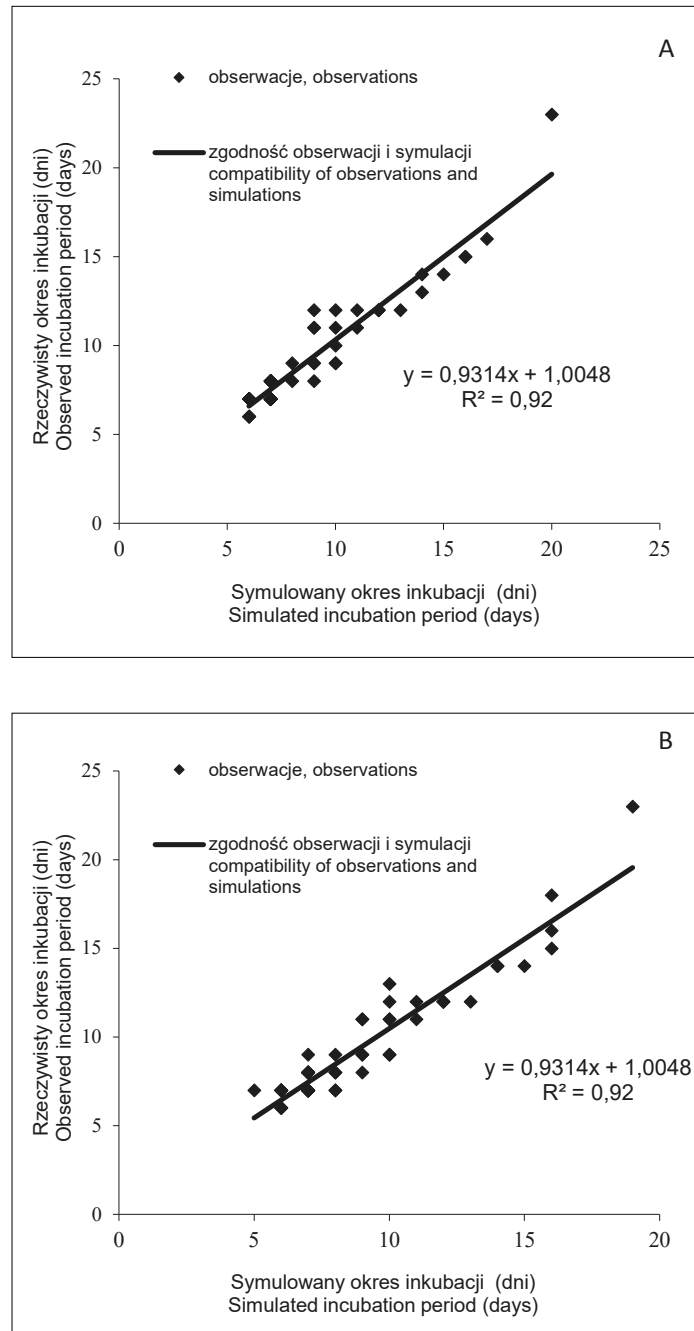 A
25
20
15
10
5
0
0 5 10 15 20 25
obserwacje, observations
zgodność obserwacji i symulacji
compatibility of observations and
simulations
y = 0,9314x + 1,0048
R² = 0,92
Rzeczywisty okres inkubacji (dni)
Observed incubation period (days)
Symulowany okres inkubacji (dni)
Simulated incubation period (days)
B
25
20
15
10
5
0
0 5 10 15 20
obserwacje, observations
zgodność obserwacji i symulacji
compatibility of observations and
simulations
y = 0,9314x + 1,0048
R² = 0,92
Rzeczywisty okres inkubacji (dni)
Observed incubation period (days)
Symulowany okres inkubacji (dni)
Simulated incubation period (days)